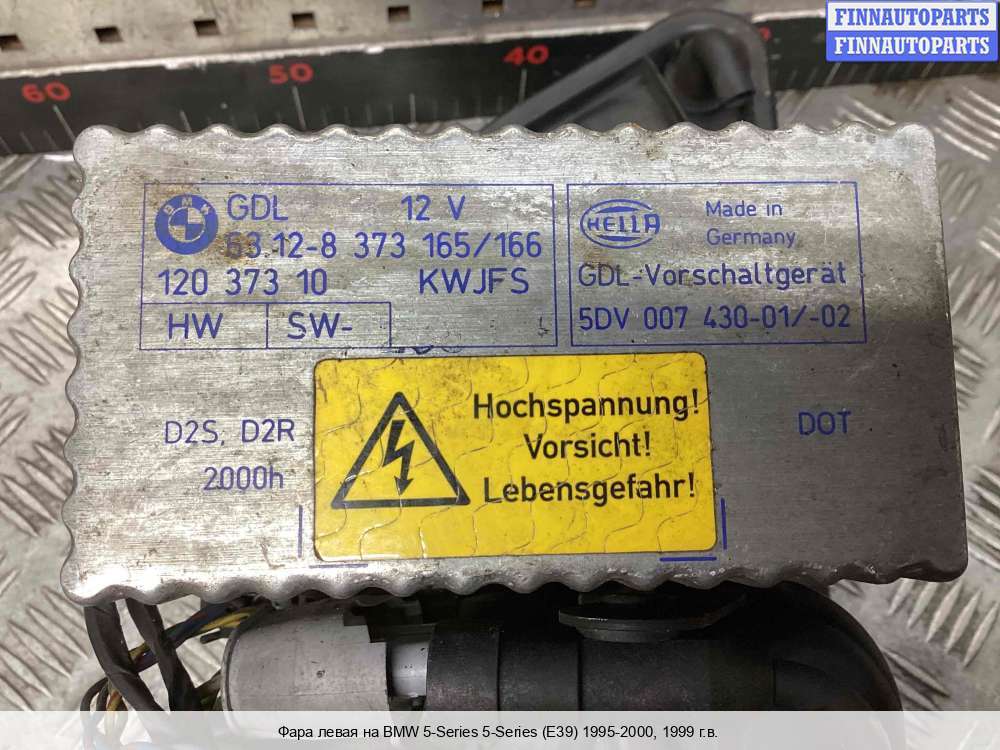 FINNAUTOPARTS
FINNAUTOPARTS
60
50
40
BMW
GDL 12 V
63.12-8 373 165/166
120 373 10 KWJFS
HW SW-
HELLA
Made in
Germany
GDL-Vorschaltgerät
5DV 007 430-01/-02
D2S, D2R
2000h
Hochspannung!
Vorsicht!
Lebensgefahr!
DOT
Фара левая на BMW 5-Series 5-Series (E39) 1995-2000, 1999 г.в.